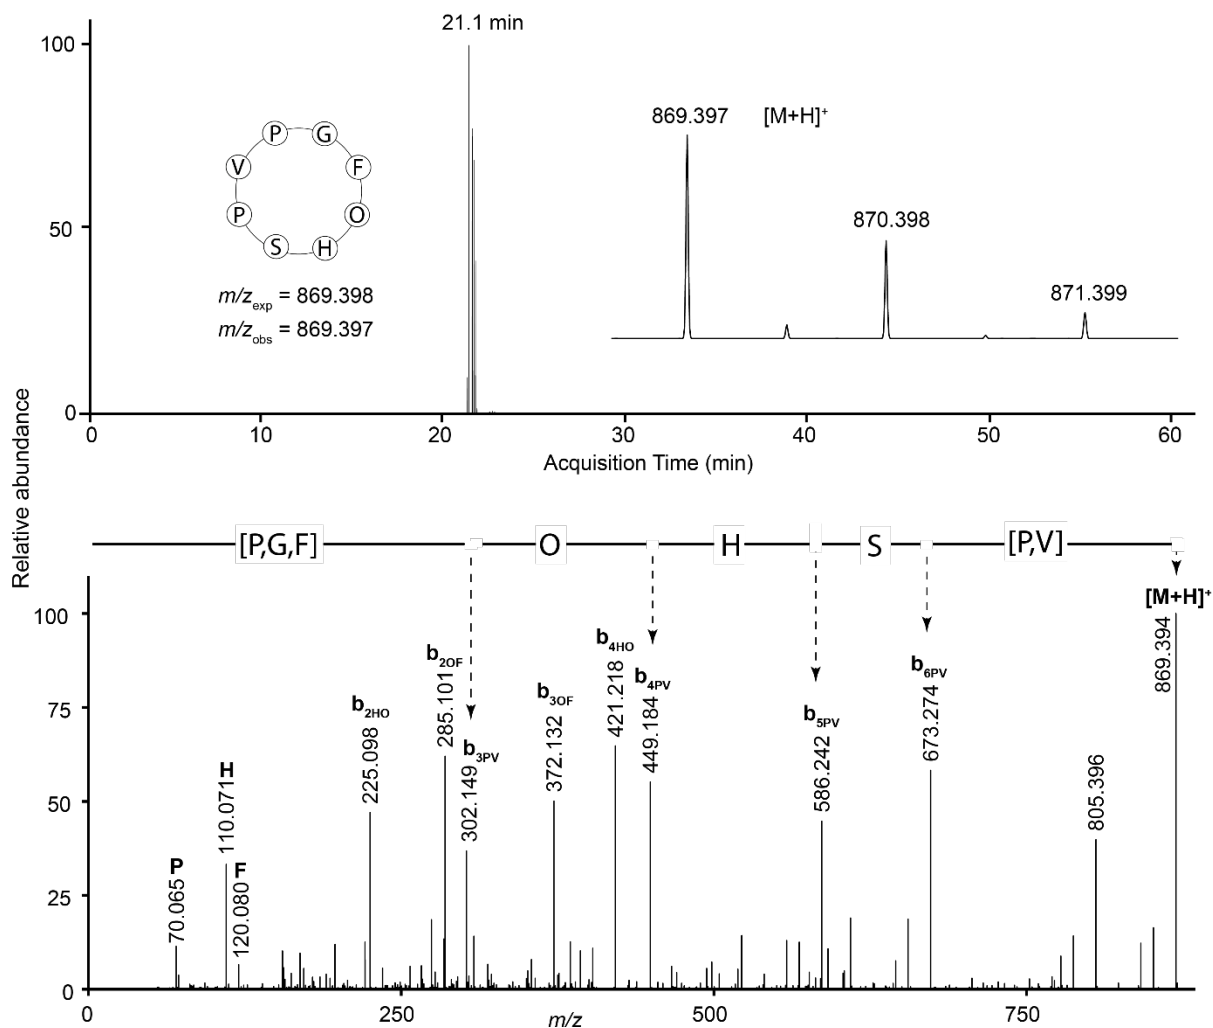 21.1 min
100
50
0
869.397
[M+H]+
870.398
871.399
P
G
V
F
P
O
S
H
m/zexp = 869.398
m/zobs = 869.397
0
10
20
30
40
50
60
Acquisition Time (min)
Relative abundance
[P,G,F]
O
H
S
[P,V]
100
75
50
25
0
P
70.065
H
110.071
F
120.080
b2HO
225.098
b2OF
285.101
b3PV
302.149
b3OF
372.132
b4HO
421.218
b4PV
449.184
b5PV
586.242
b6PV
673.274
805.396
[M+H]+
869.394
0
250
500
750
m/z